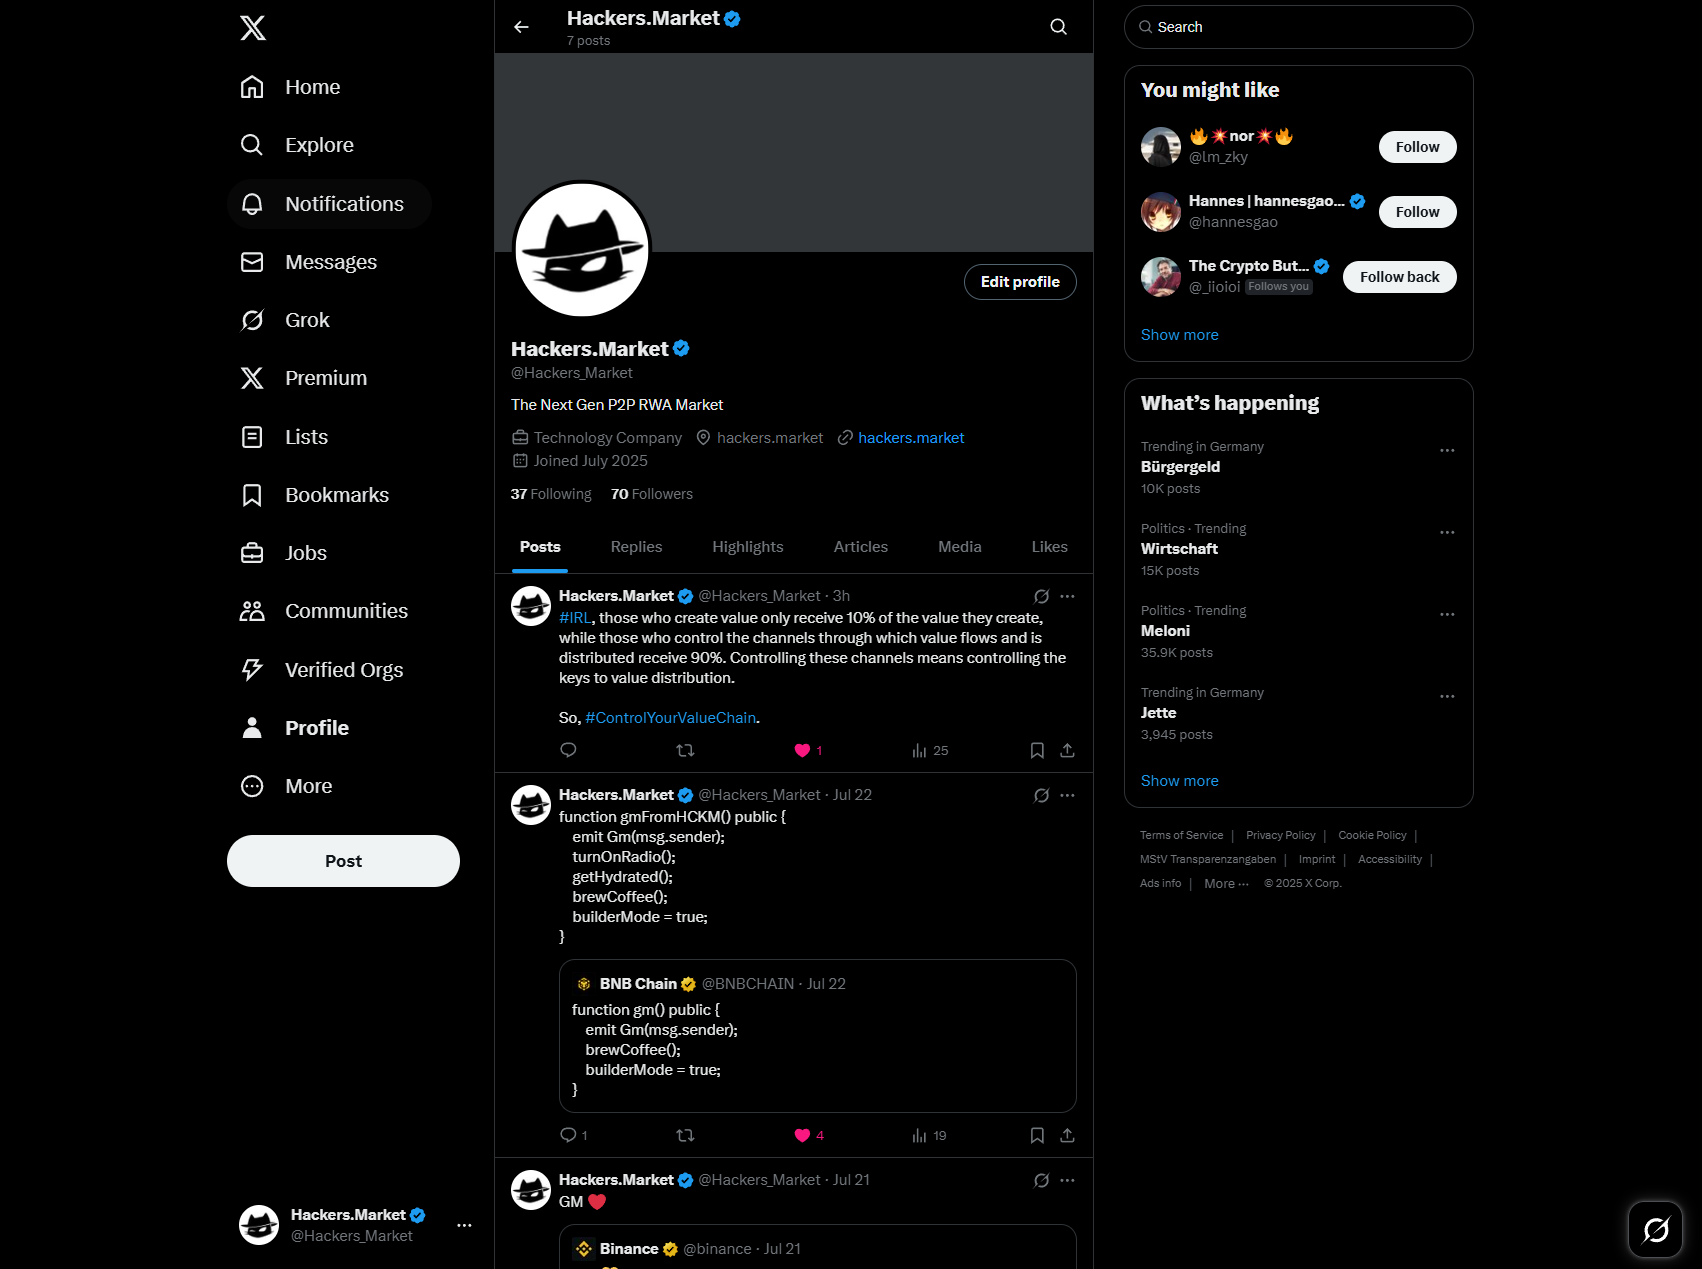 Home
Explore
Notifications
Messages
Grok
Premium
Lists
Bookmarks
Jobs
Communities
Verified Orgs
Profile
More
Post
Hackers.Market
@Hackers_Market
Hackers.Market
7 posts
Edit profile
Hackers.Market
@Hackers_Market
The Next Gen P2P RWA Market
Technology Company hackers.market hackers.market
Joined July 2025
37 Following 70 Followers
Posts Replies Highlights Articles Media Likes
Hackers.Market @Hackers_Market · 3h
#IRL, those who create value only receive 10% of the value they create,
while those who control the channels through which value flows and is
distributed receive 90%. Controlling these channels means controlling the
keys to value distribution.
So, #ControlYourValueChain.
1 25
Hackers.Market @Hackers_Market · Jul 22
function gmFromHCKM() public {
emit Gm(msg.sender);
turnOnRadio();
getHydrated();
brewCoffee();
builderMode = true;
}
BNB Chain @BNBCHAIN · Jul 22
function gm() public {
emit Gm(msg.sender);
brewCoffee();
builderMode = true;
}
1 4 19
Hackers.Market @Hackers_Market · Jul 21
GM ❤️
Binance @binance · Jul 21
Search
You might like
🔥💥nor💥🔥
@lm_zky
Follow
Hannes | hannesgao...
@hannesgao
Follow
The Crypto But...
@_iioioi Follows you
Follow back
Show more
What’s happening
Trending in Germany
Bürgergeld
10K posts
Politics · Trending
Wirtschaft
15K posts
Politics · Trending
Meloni
35.9K posts
Trending in Germany
Jette
3,945 posts
Show more
Terms of Service | Privacy Policy | Cookie Policy |
MStV Transparenzangaben | Imprint | Accessibility |
Ads info | More ··· © 2025 X Corp.